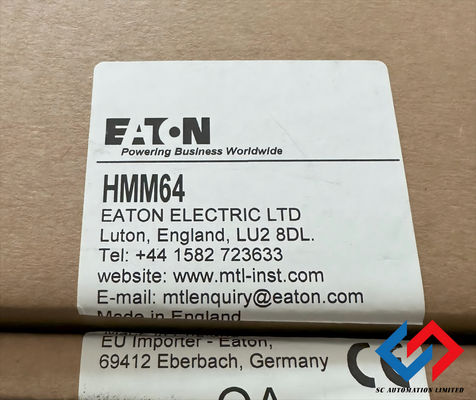 EATON
Powering Business Worldwide
HMM64
EATON ELECTRIC LTD
Luton, England, LU2 8DL.
Tel: +44 1582 723633
website: www.mtl-inst.com
E-mail: mtlenquiry@eaton.com
Made in England
EU Importer - Eaton,
69412 Eberbach, Germany
CE
SC AUTOMATION LIMITED